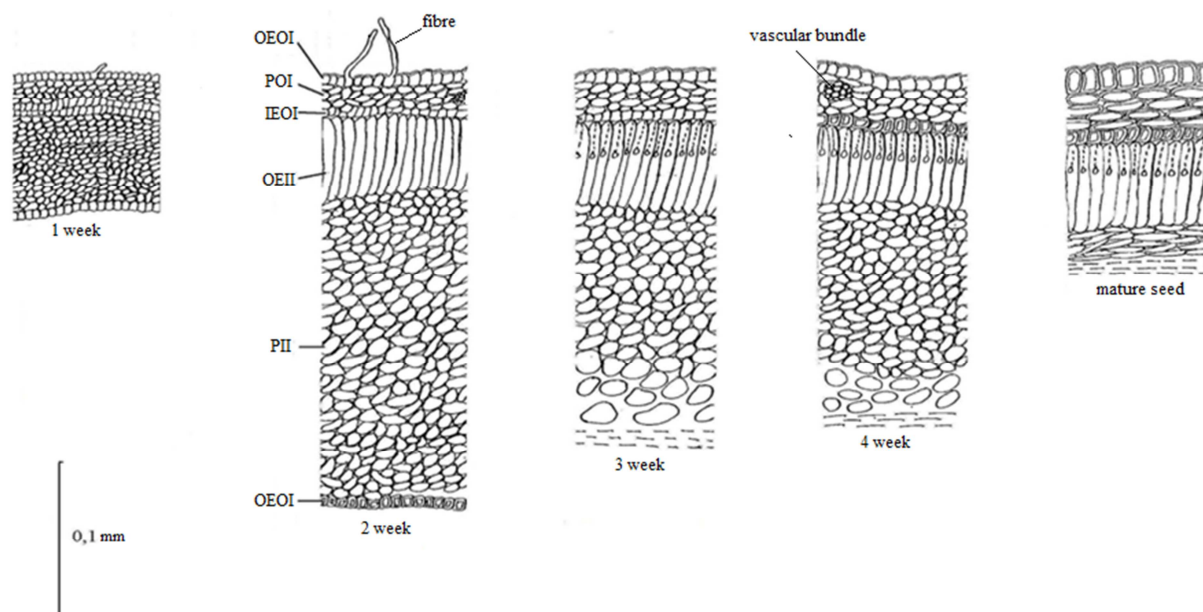 OEOI
fibre
POI
IEOI
OEII
PII
OEOI
vascular bundle
1 week
2 week
3 week
4 week
mature seed
0,1 mm